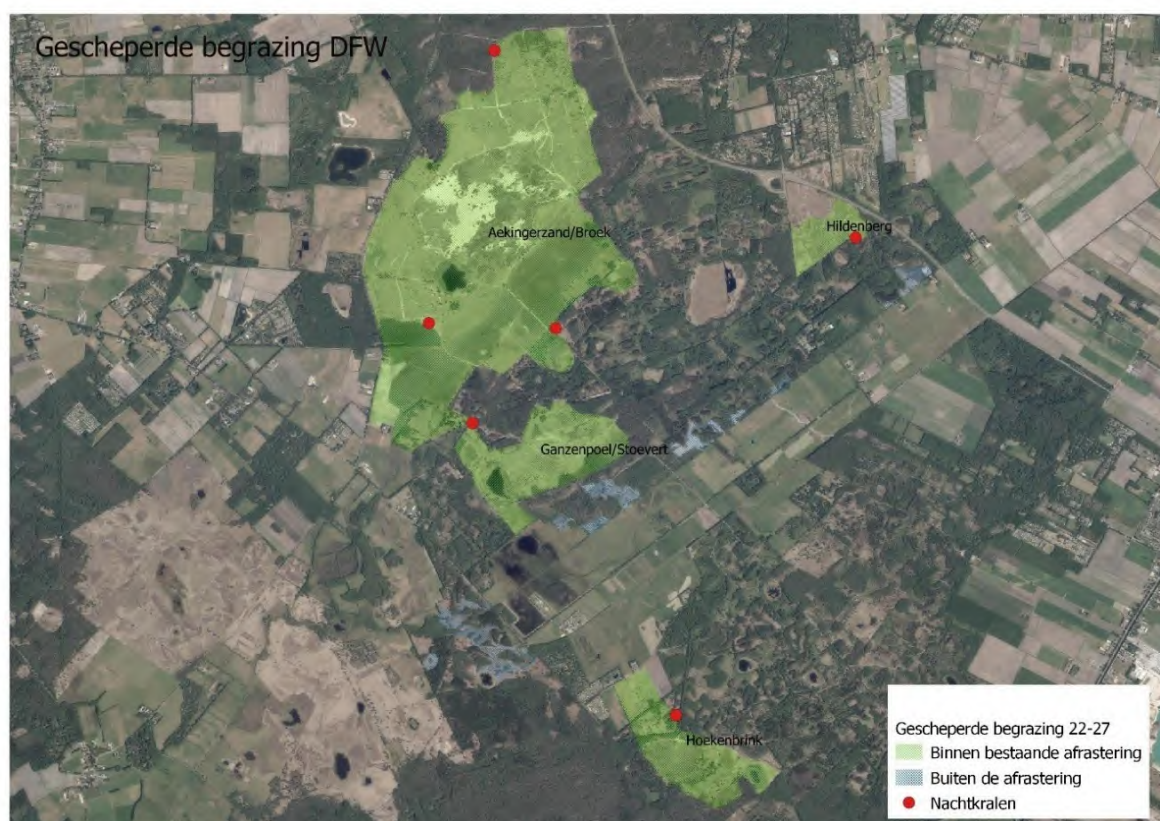 Gescheperde begrazing DFW
Hildenberg
Aekingerzand/Broek
Ganzenpoel/Stoevert
Hoekenbrink
Gescheperde begrazing 22-27
Binnen bestaande afrastering
Buiten de afrastering
Nachtkralen